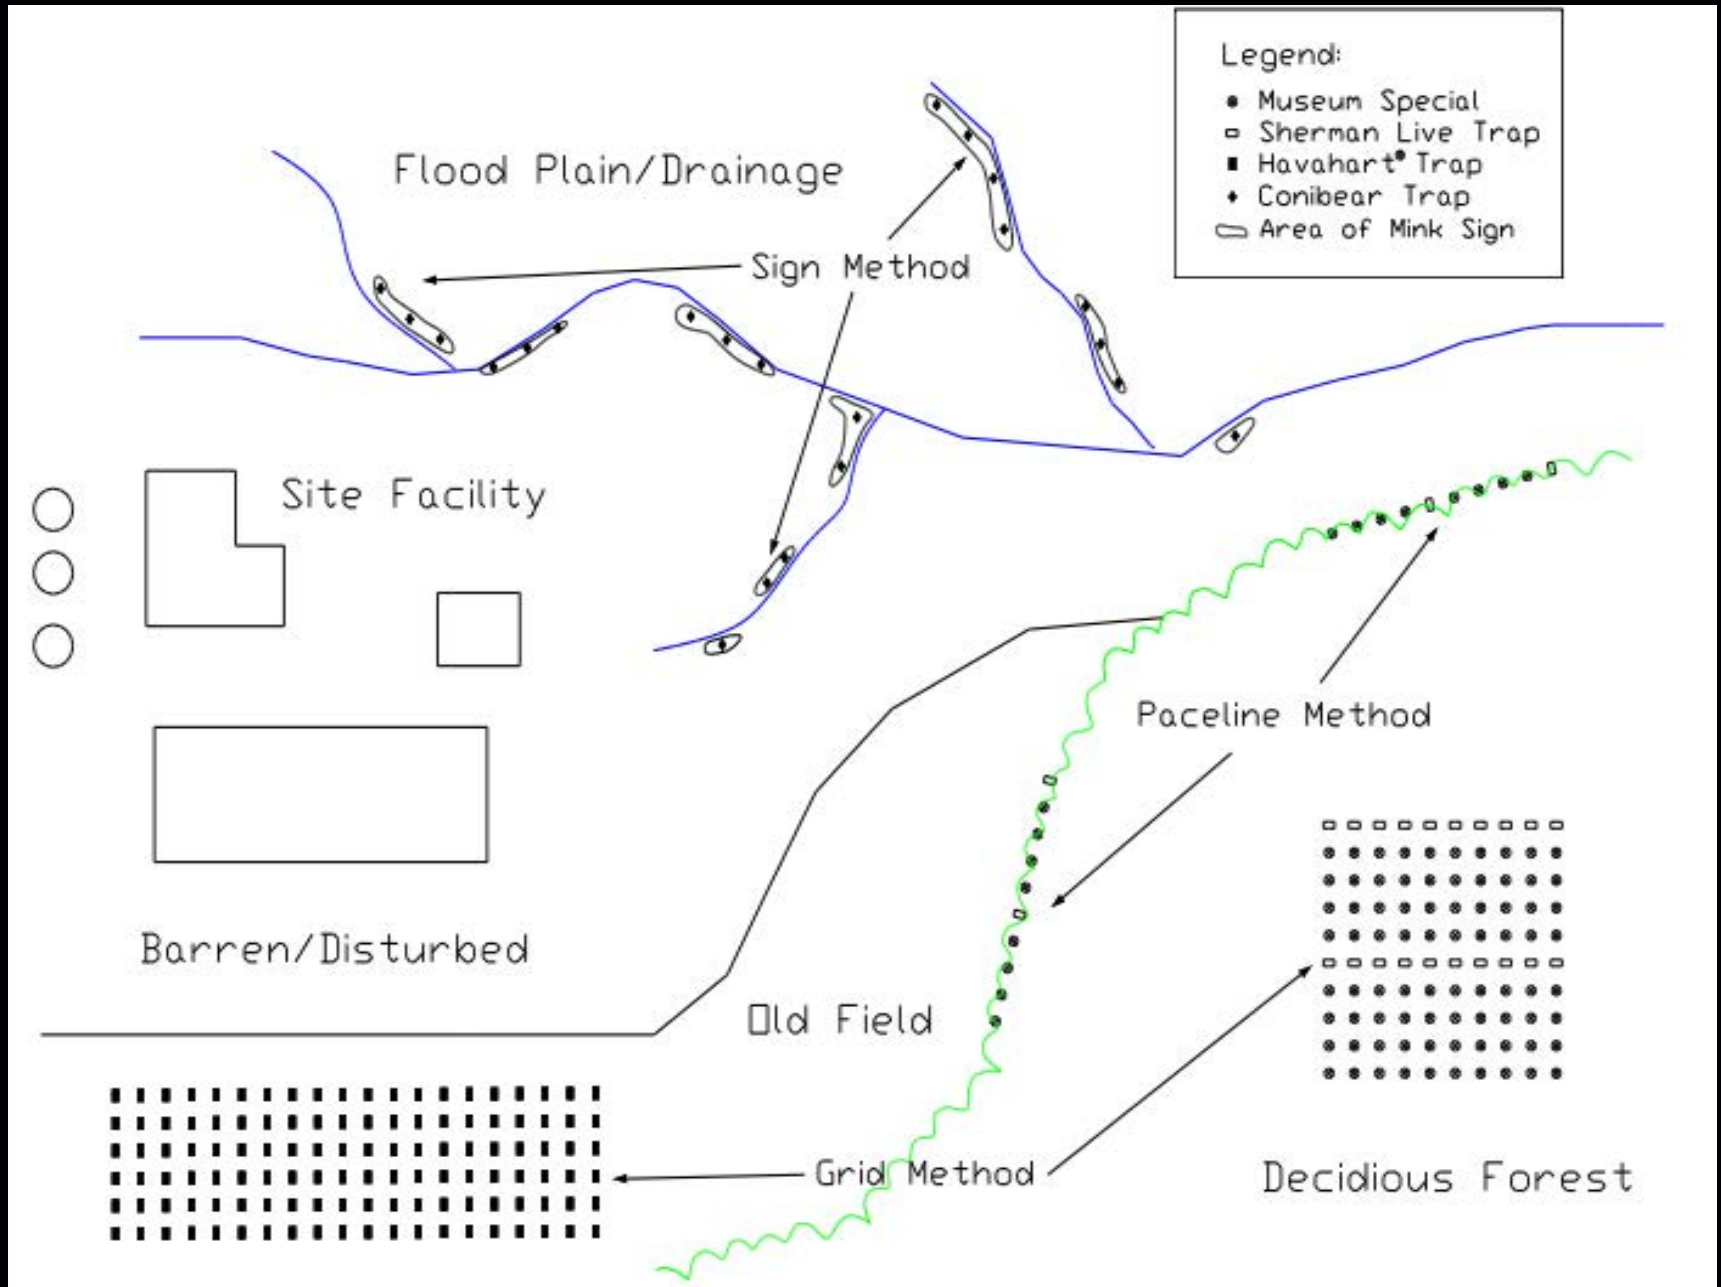 Legend:
Museum Special
Sherman Live Trap
Havahart® Trap
Conibear Trap
Area of Mink Sign
Flood Plain/Drainage
Sign Method
Site Facility
Paceline Method
Barren/Disturbed
Old Field
Grid Method
Decidious Forest